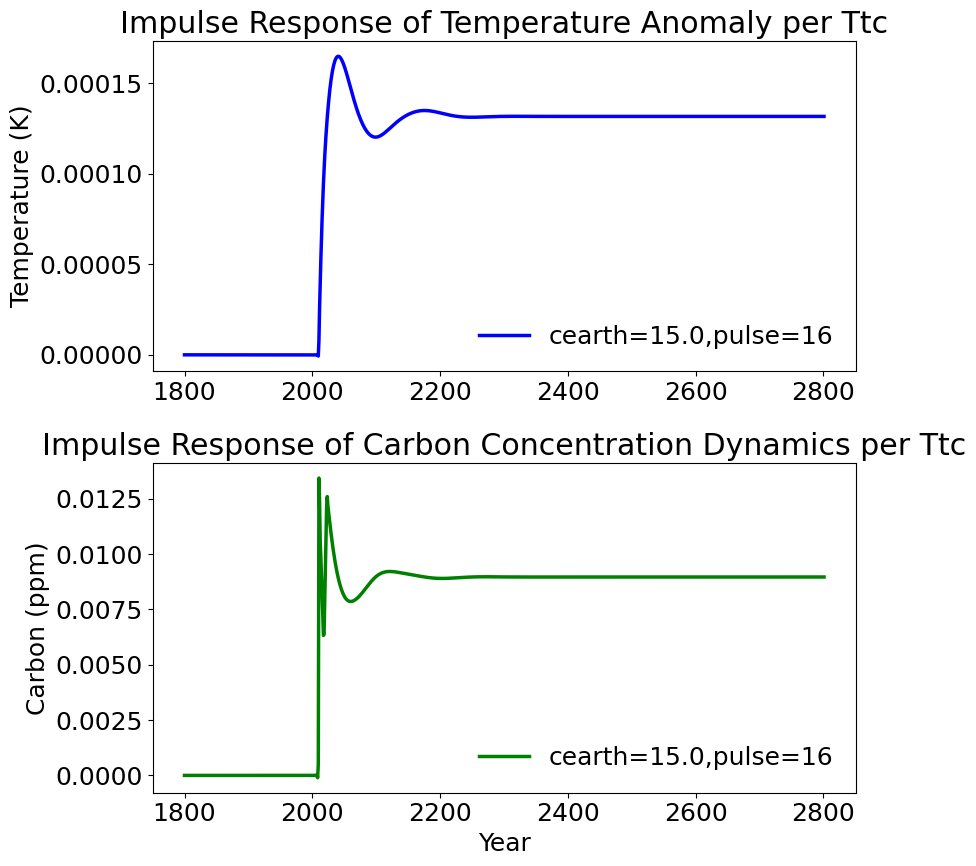 Impulse Response of Temperature Anomaly per Ttc
Temperature (K)
0.00015
0.00010
0.00005
0.00000
cearth=15.0,pulse=16
1800 2000 2200 2400 2600 2800
Impulse Response of Carbon Concentration Dynamics per Ttc
Carbon (ppm)
0.0125
0.0100
0.0075
0.0050
0.0025
0.0000
cearth=15.0,pulse=16
1800 2000 2200 2400 2600 2800
Year